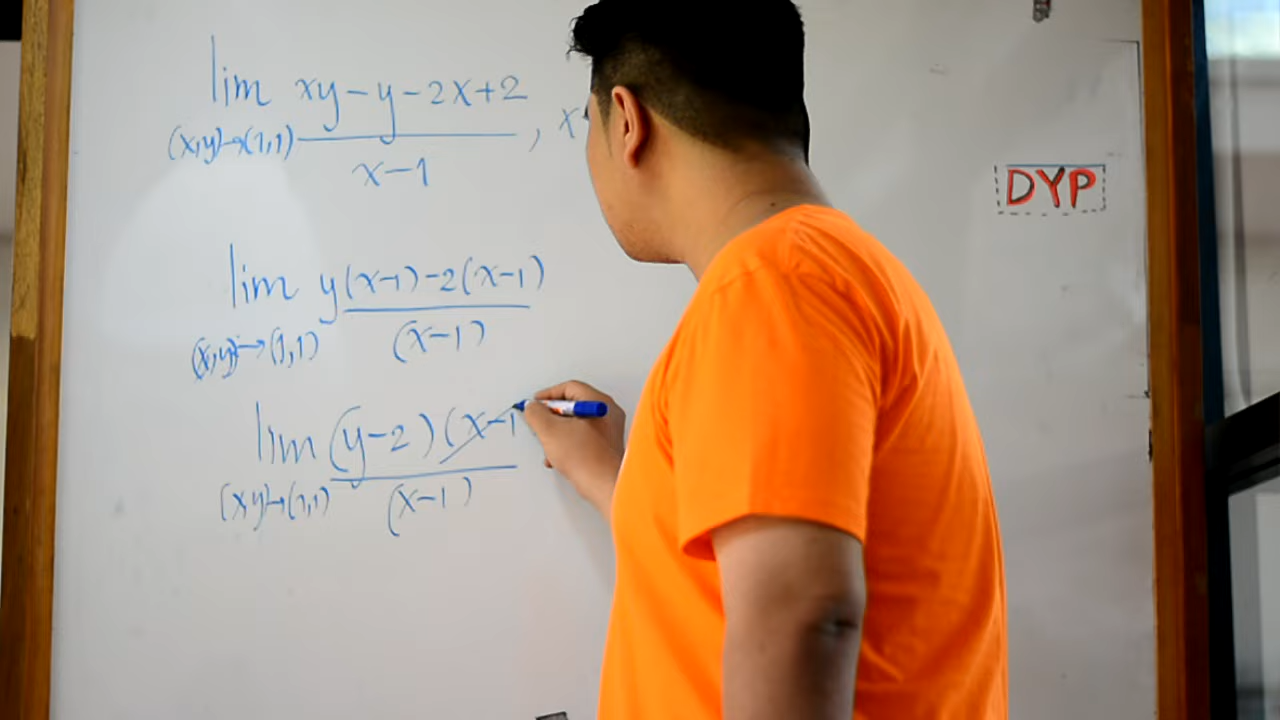 lim xy-y-2x+2 , x
(x,y)→(1,1) x-1
DYP
lim y(x-1)-2(x-1)
(x,y)→(1,1) (x-1)
lim (y-2)(x-1
(x,y)→(1,1) (x-1)